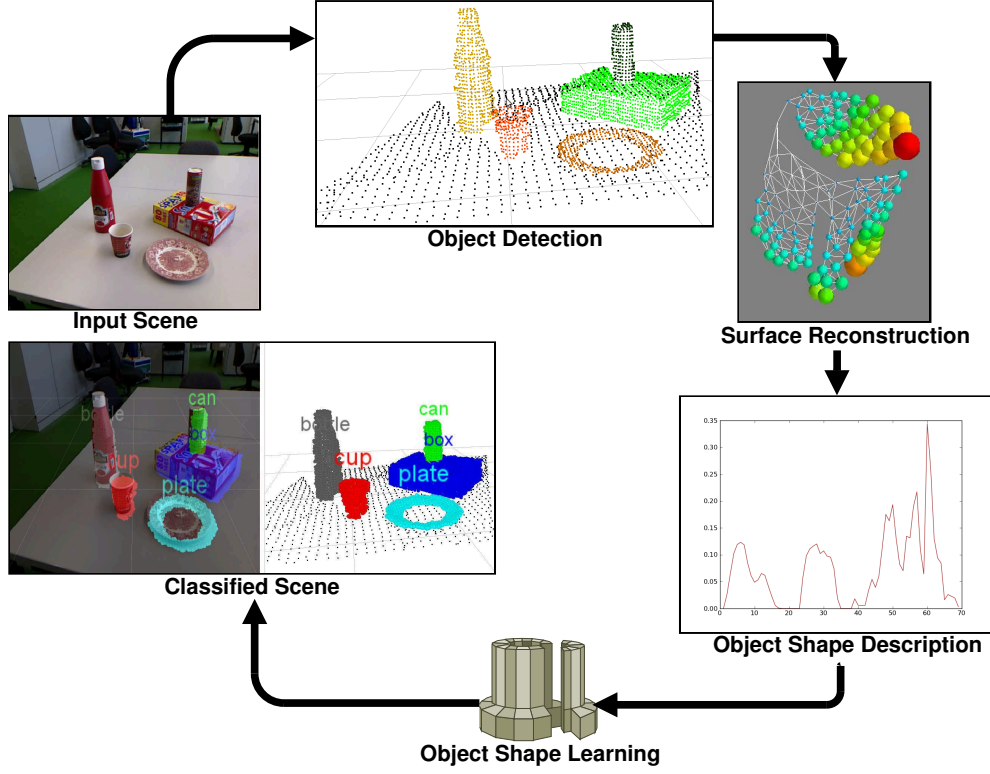 Object Detection
Input Scene
Surface Reconstruction
bottle
can
box
cup
plate
bottle
can
box
cup
plate
Classified Scene
0.35
0.30
0.25
0.20
0.15
0.10
0.05
0.00
0 10 20 30 40 50 60 70
Object Shape Description
Object Shape Learning